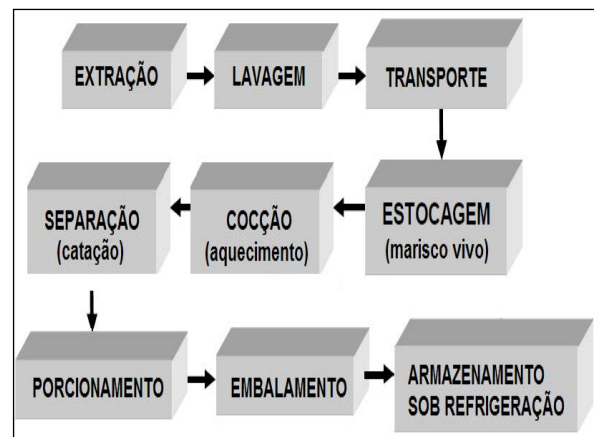 EXTRAÇÃO
LAVAGEM
TRANSPORTE
ESTOCAGEM
(marisco vivo)
COCÇÃO
(aquecimento)
SEPARAÇÃO
(catação)
PORCIONAMENTO
EMBALAMENTO
ARMAZENAMENTO
SOB REFRIGERAÇÃO